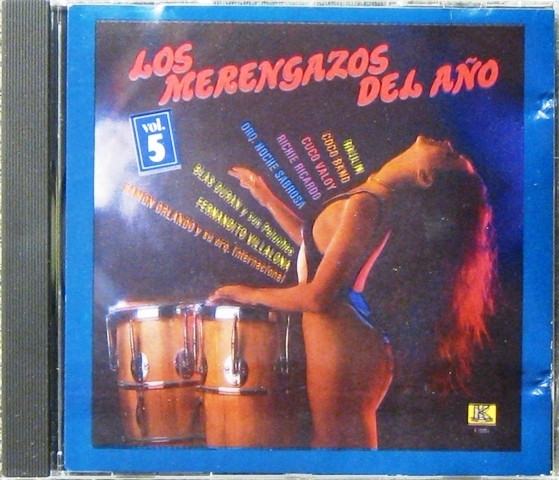 LOS
MERENGAZOS
DEL AÑO
vol.
5
RAULIN
COCO BAND
CUCO VALOY
RICHIE RICARDO
ORQ. NOCHE SABROSA
BLAS DURAN y sus Peluches
FERNANDITO VILLALONA
RAMON ORLANDO y su orq. Internacional
K